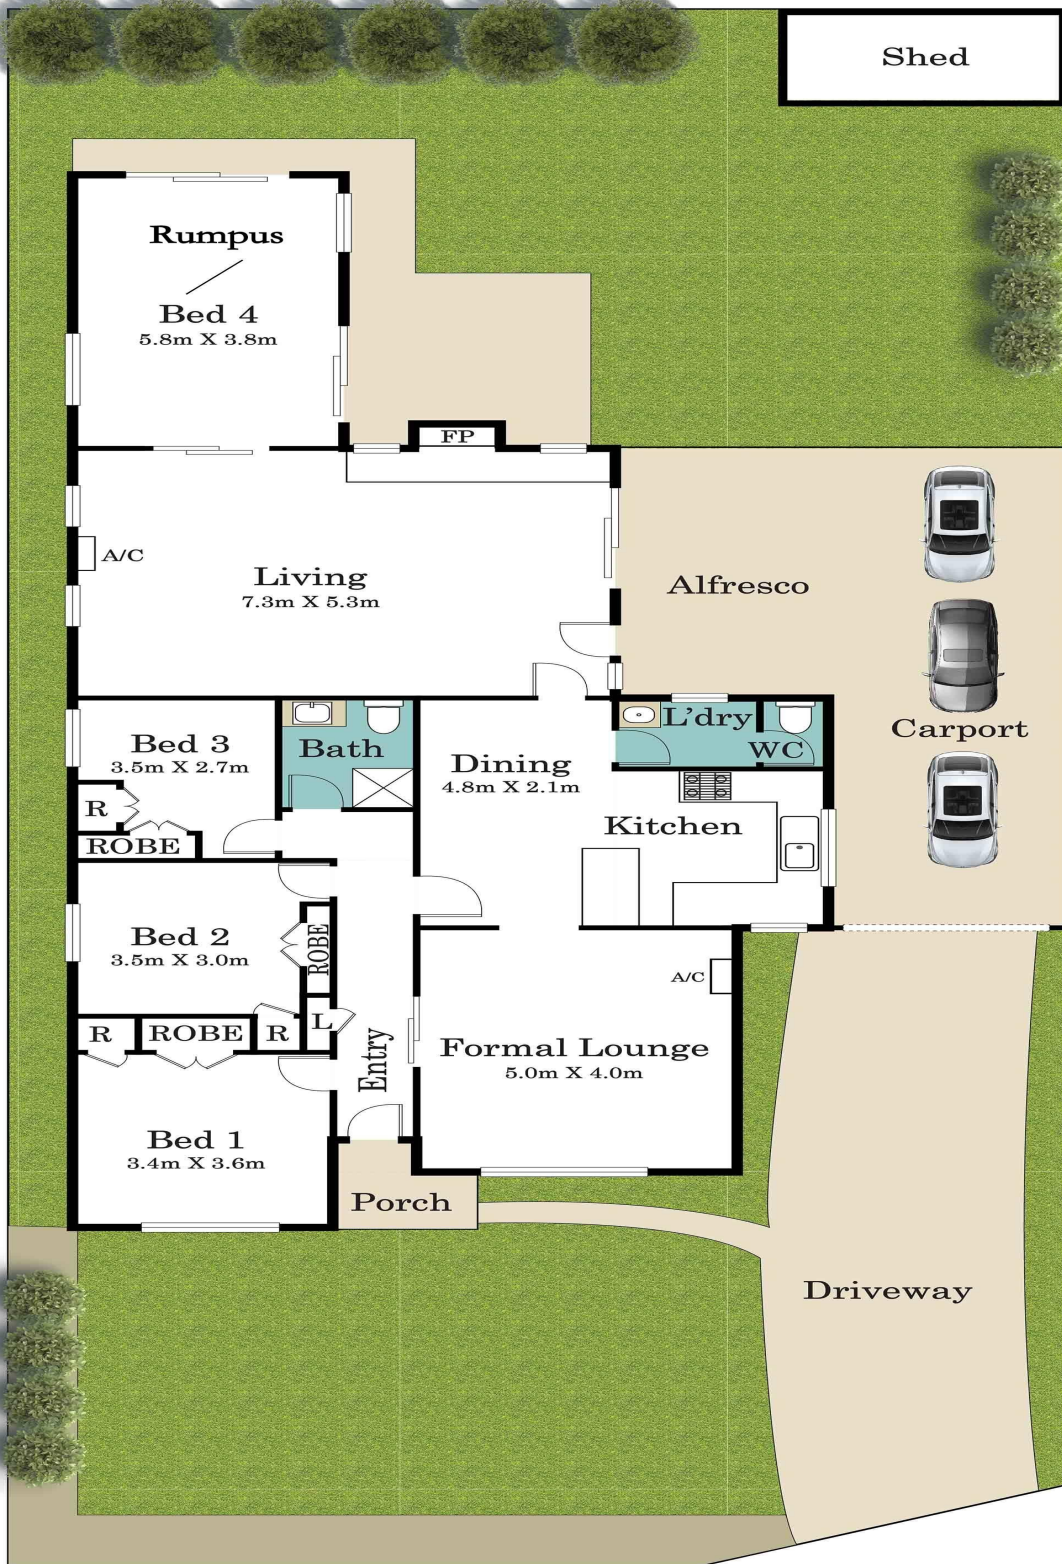 Shed
Rumpus
Bed 4
5.8m X 3.8m
FP
A/C
Living
7.3m X 5.3m
Alfresco
Bed 3
3.5m X 2.7m
R
ROBE
Bath
Dining
4.8m X 2.1m
L'dry
WC
Kitchen
Carport
Bed 2
3.5m X 3.0m
ROBE
R
ROBE
R
L
Entry
A/C
Formal Lounge
5.0m X 4.0m
Bed 1
3.4m X 3.6m
Porch
Driveway